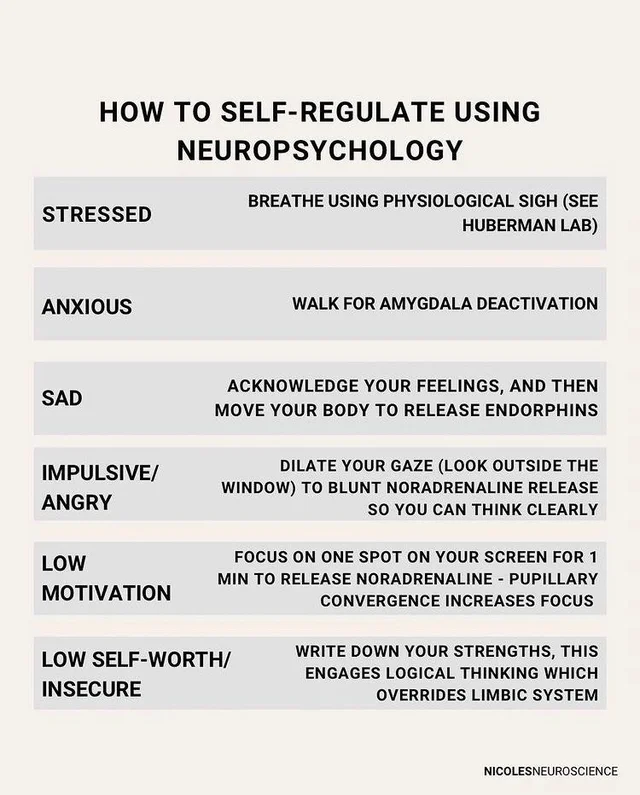 HOW TO SELF-REGULATE USING
NEUROPSYCHOLOGY
STRESSED
BREATHE USING PHYSIOLOGICAL SIGH (SEE
HUBERMAN LAB)
ANXIOUS
WALK FOR AMYGDALA DEACTIVATION
SAD
ACKNOWLEDGE YOUR FEELINGS, AND THEN
MOVE YOUR BODY TO RELEASE ENDORPHINS
IMPULSIVE/
ANGRY
DILATE YOUR GAZE (LOOK OUTSIDE THE
WINDOW) TO BLUNT NORADRENALINE RELEASE
SO YOU CAN THINK CLEARLY
LOW
MOTIVATION
FOCUS ON ONE SPOT ON YOUR SCREEN FOR 1
MIN TO RELEASE NORADRENALINE - PUPILLARY
CONVERGENCE INCREASES FOCUS
LOW SELF-WORTH/
INSECURE
WRITE DOWN YOUR STRENGTHS, THIS
ENGAGES LOGICAL THINKING WHICH
OVERRIDES LIMBIC SYSTEM
NICOLESNEUROSCIENCE